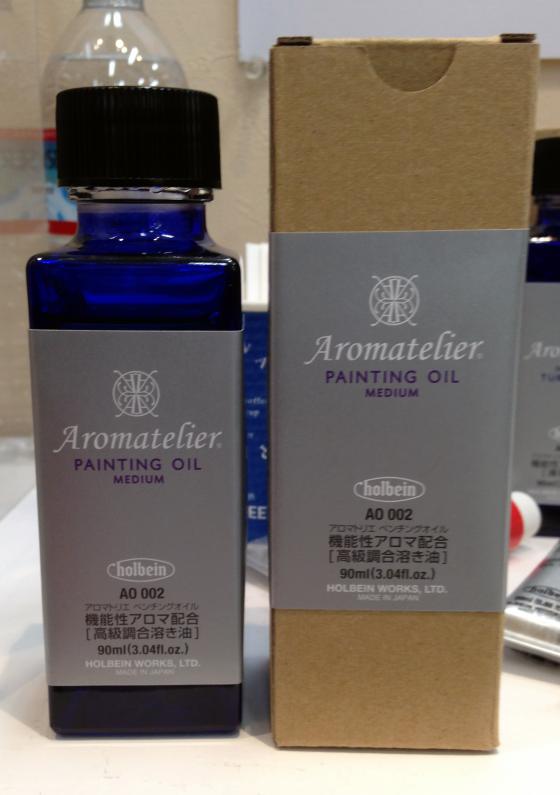 Aromatelier®
PAINTING OIL
MEDIUM
holbein
AO 002
アロマトリエ ペンチングオイル
機能性アロマ配合
[高級調合溶き油]
90ml(3.04fl.oz.)
HOLBEIN WORKS, LTD.
MADE IN JAPAN
Aromatelier®
PAINTING OIL
MEDIUM
holbein
AO 002
アロマトリエ ペンチングオイル
機能性アロマ配合
[高級調合溶き油]
90ml(3.04fl.oz.)
HOLBEIN WORKS, LTD.
MADE IN JAPAN